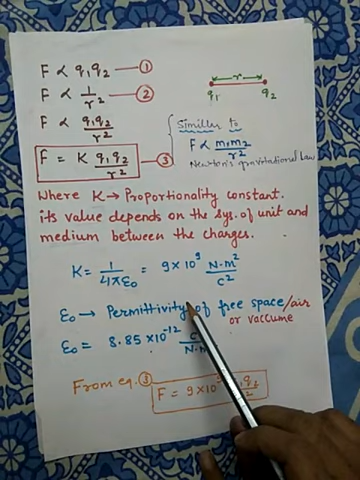 F ∝ q₁q₂ —— ①
F ∝ 1/r² —— ②
F ∝ q₁q₂/r²
F = K q₁q₂/r² —— ③
r
q₁ q₂
Similler to
F ∝ m₁m₂/r²
Newton's gravitational Law
Where K → Proportionality constant.
its value depends on the sys. of unit and
medium between the charges.
K = 1/4πε₀ = 9×10⁹ N-m²/c²
ε₀ → Permittivity of free space/air
or vaccume
ε₀ = 8.85×10⁻¹²
From eq. ③
F = 9×10